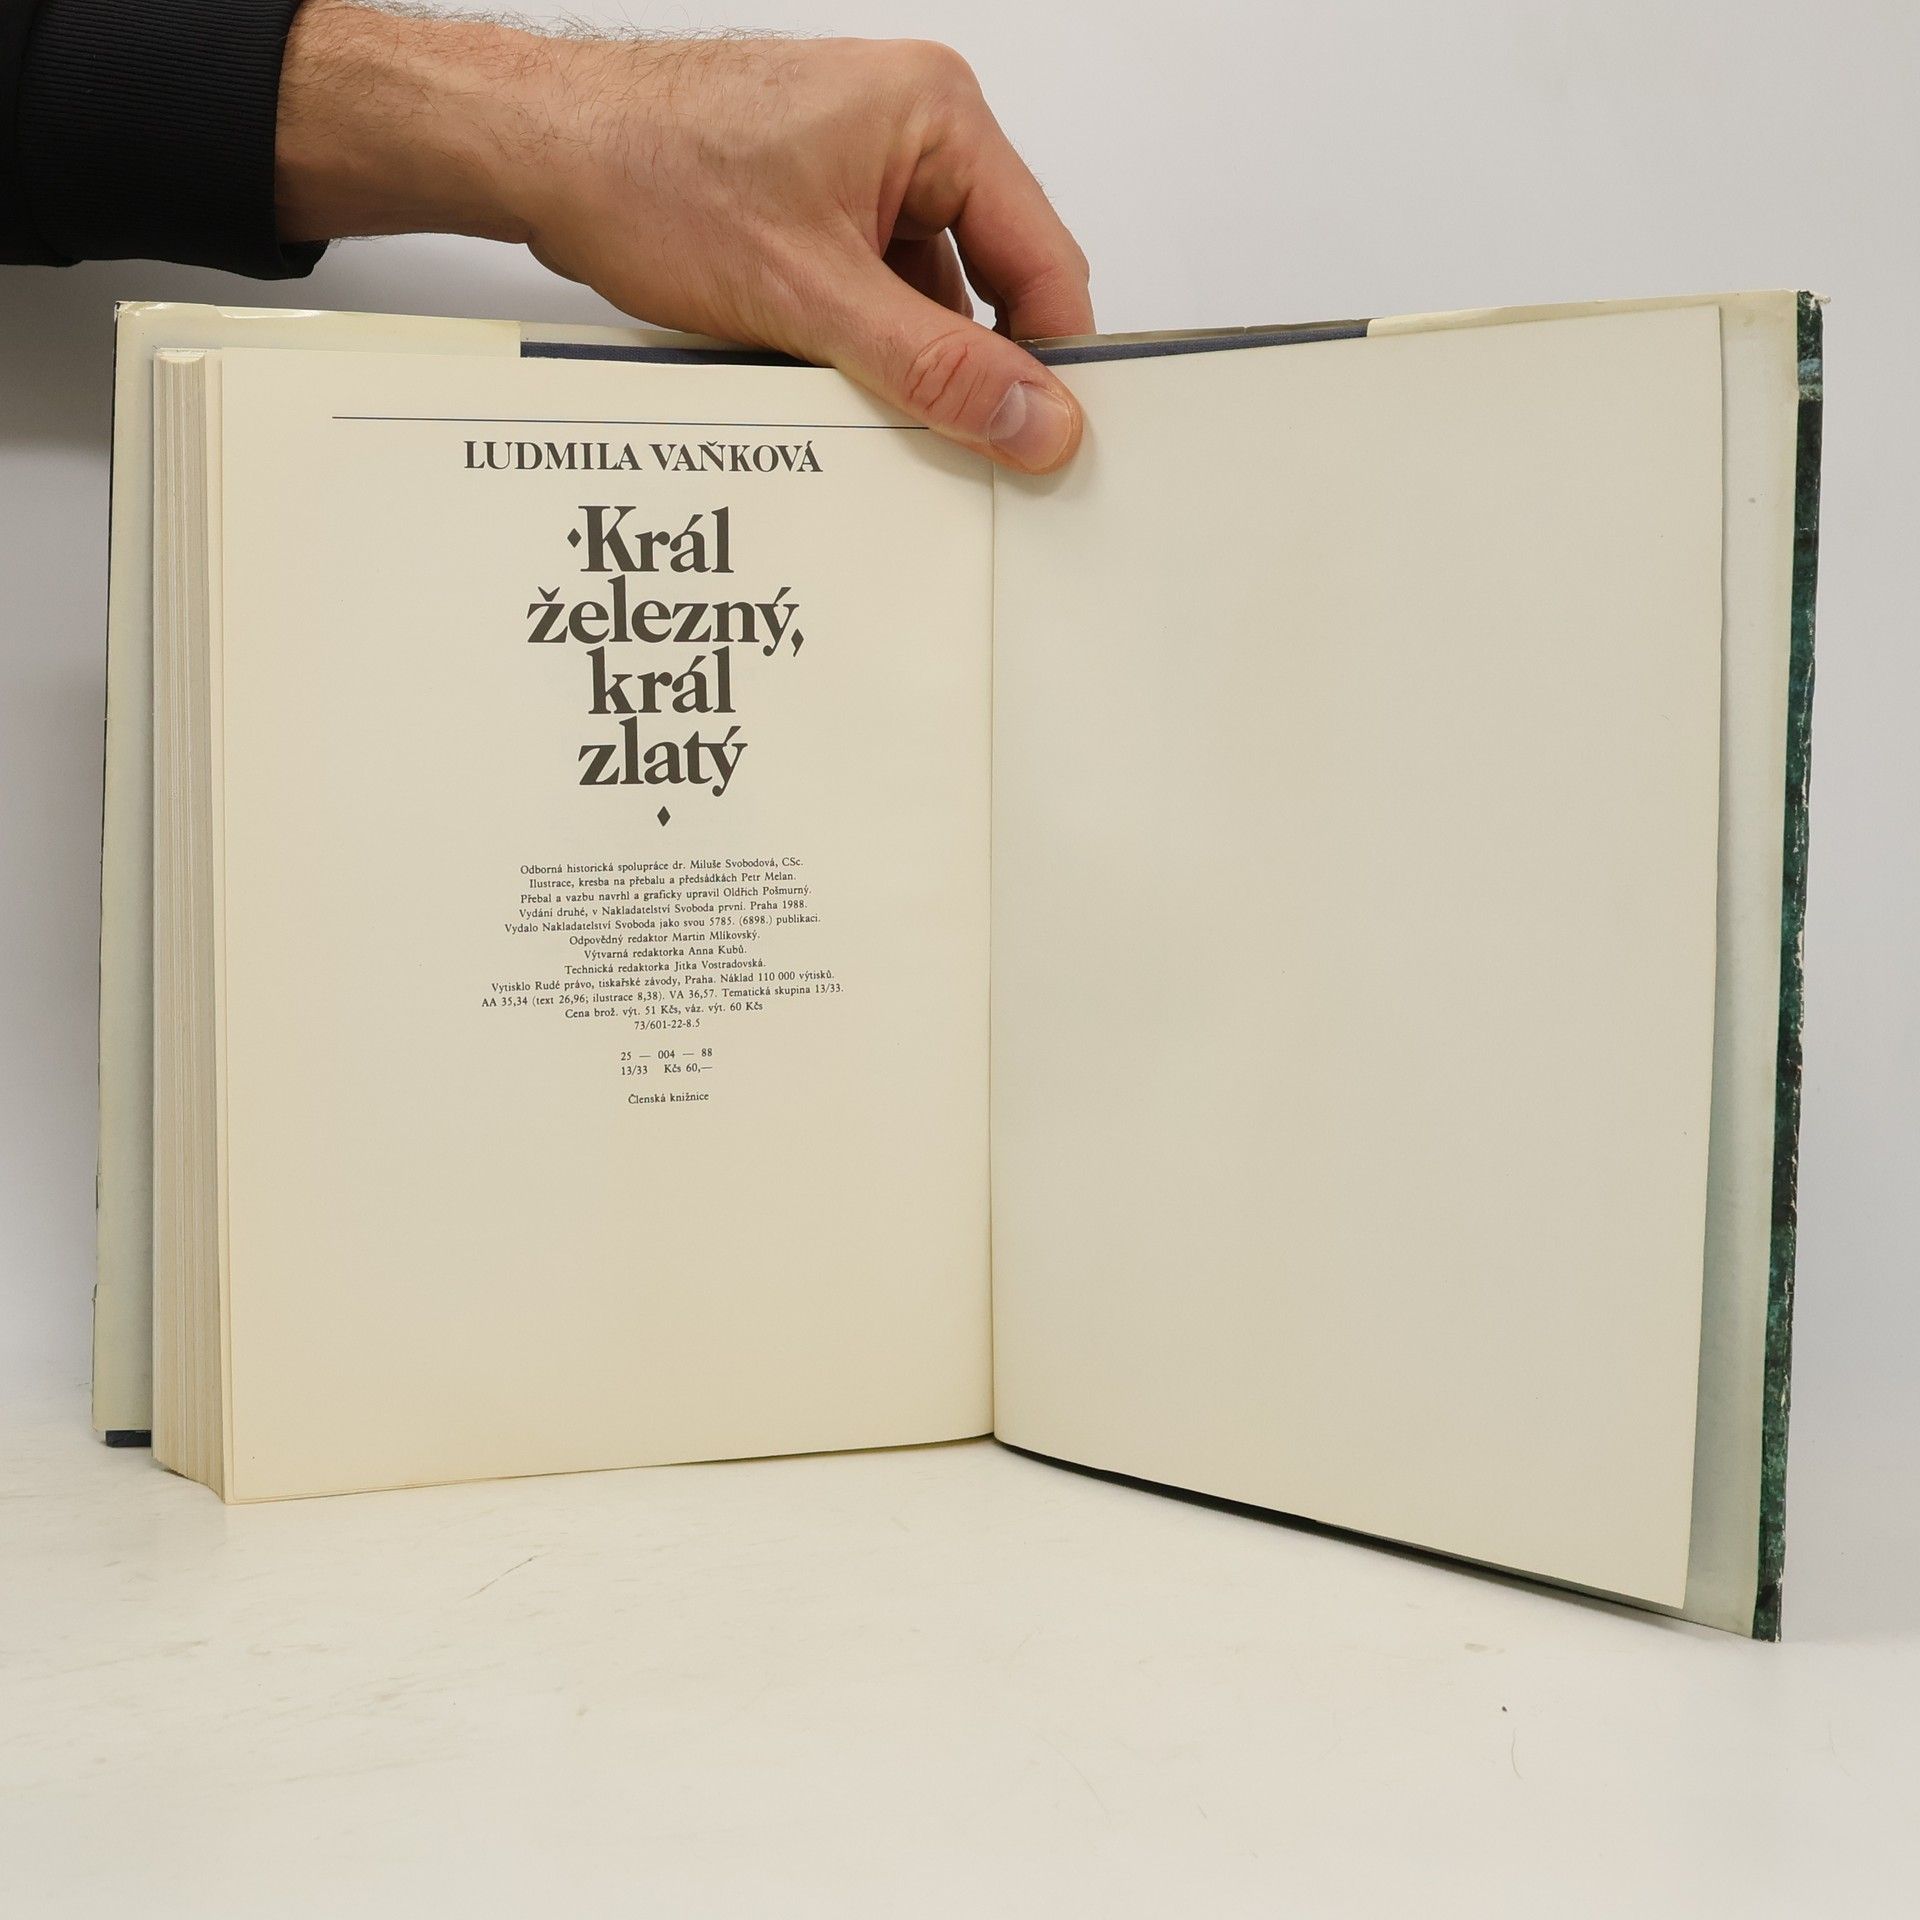 LUDMILA VAŇKOVÁ
Král
železný,
král
zlatý
Odborná historická spolupráce dr. Miluše Svobodová, CSc.
Ilustrace, kresba na přebalu a předsádkách Petr Melan.
Přebal a vazbu navrhl a graficky upravil Oldřich Pošmurný.
Vydání druhé, v Nakladatelství Svoboda první. Praha 1988.
Vydalo Nakladatelství Svoboda jako svou 5785. (6898.) publikaci.
Odpovědný redaktor Martin Mlíkovský.
Výtvarná redaktorka Anna Kubů.
Technická redaktorka Jitka Vostradovská.
Vytisklo Rudé právo, tiskařské závody, Praha. Náklad 110 000 výtisků.
AA 35,34 (text 26,96; ilustrace 8,38). VA 36,57. Tematická skupina 13/33.
Cena brož. výt. 51 Kčs, váz. výt. 60 Kčs
73/601-22-8.5
25 — 004 — 88
13/33 Kčs 60,—
Členská knižnice